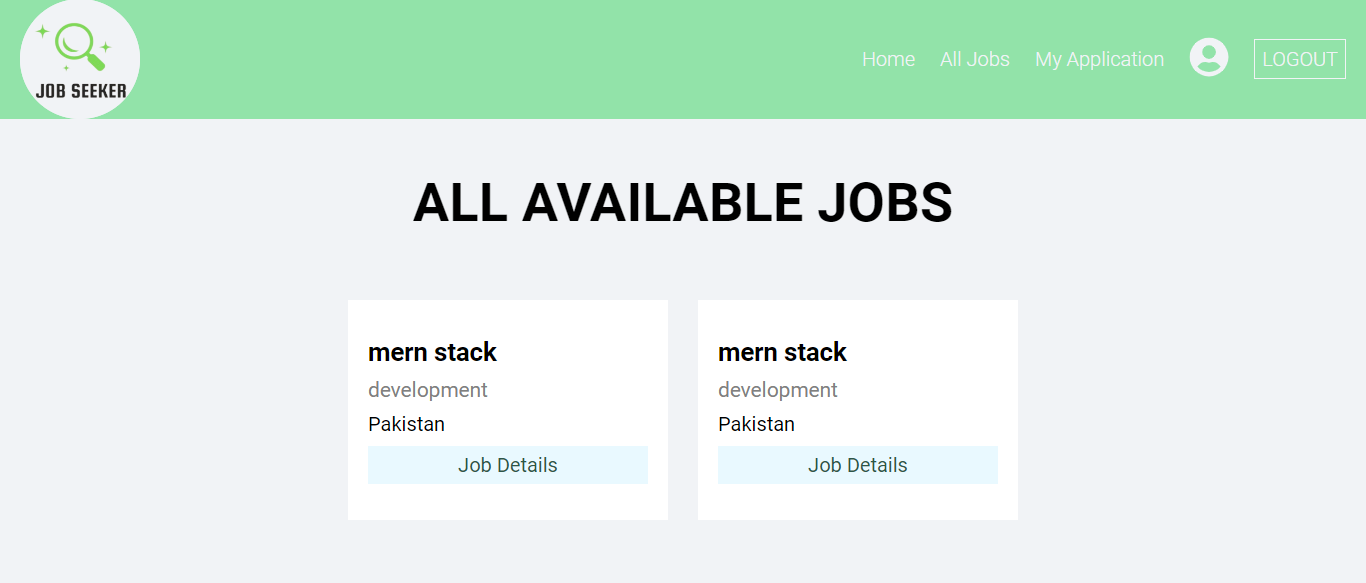 JOB SEEKER
Home All Jobs My Application LOGOUT
ALL AVAILABLE JOBS
mern stack
development
Pakistan
Job Details
mern stack
development
Pakistan
Job Details